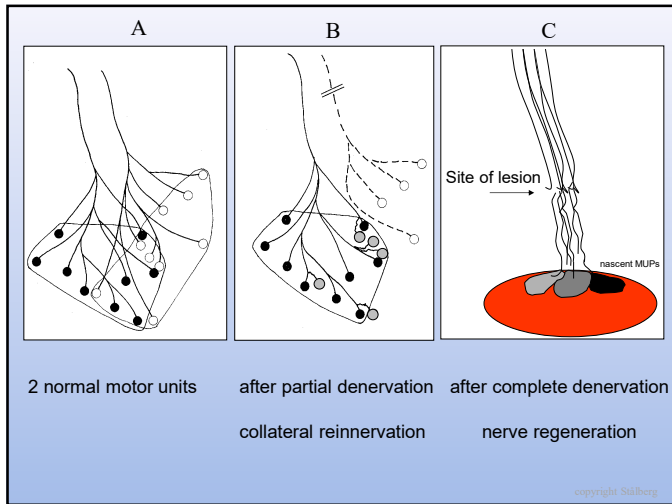 A
B
C
Site of lesion
nascent MUPs
2 normal motor units
after partial denervation
collateral reinnervation
after complete denervation
nerve regeneration
copyright Stålberg